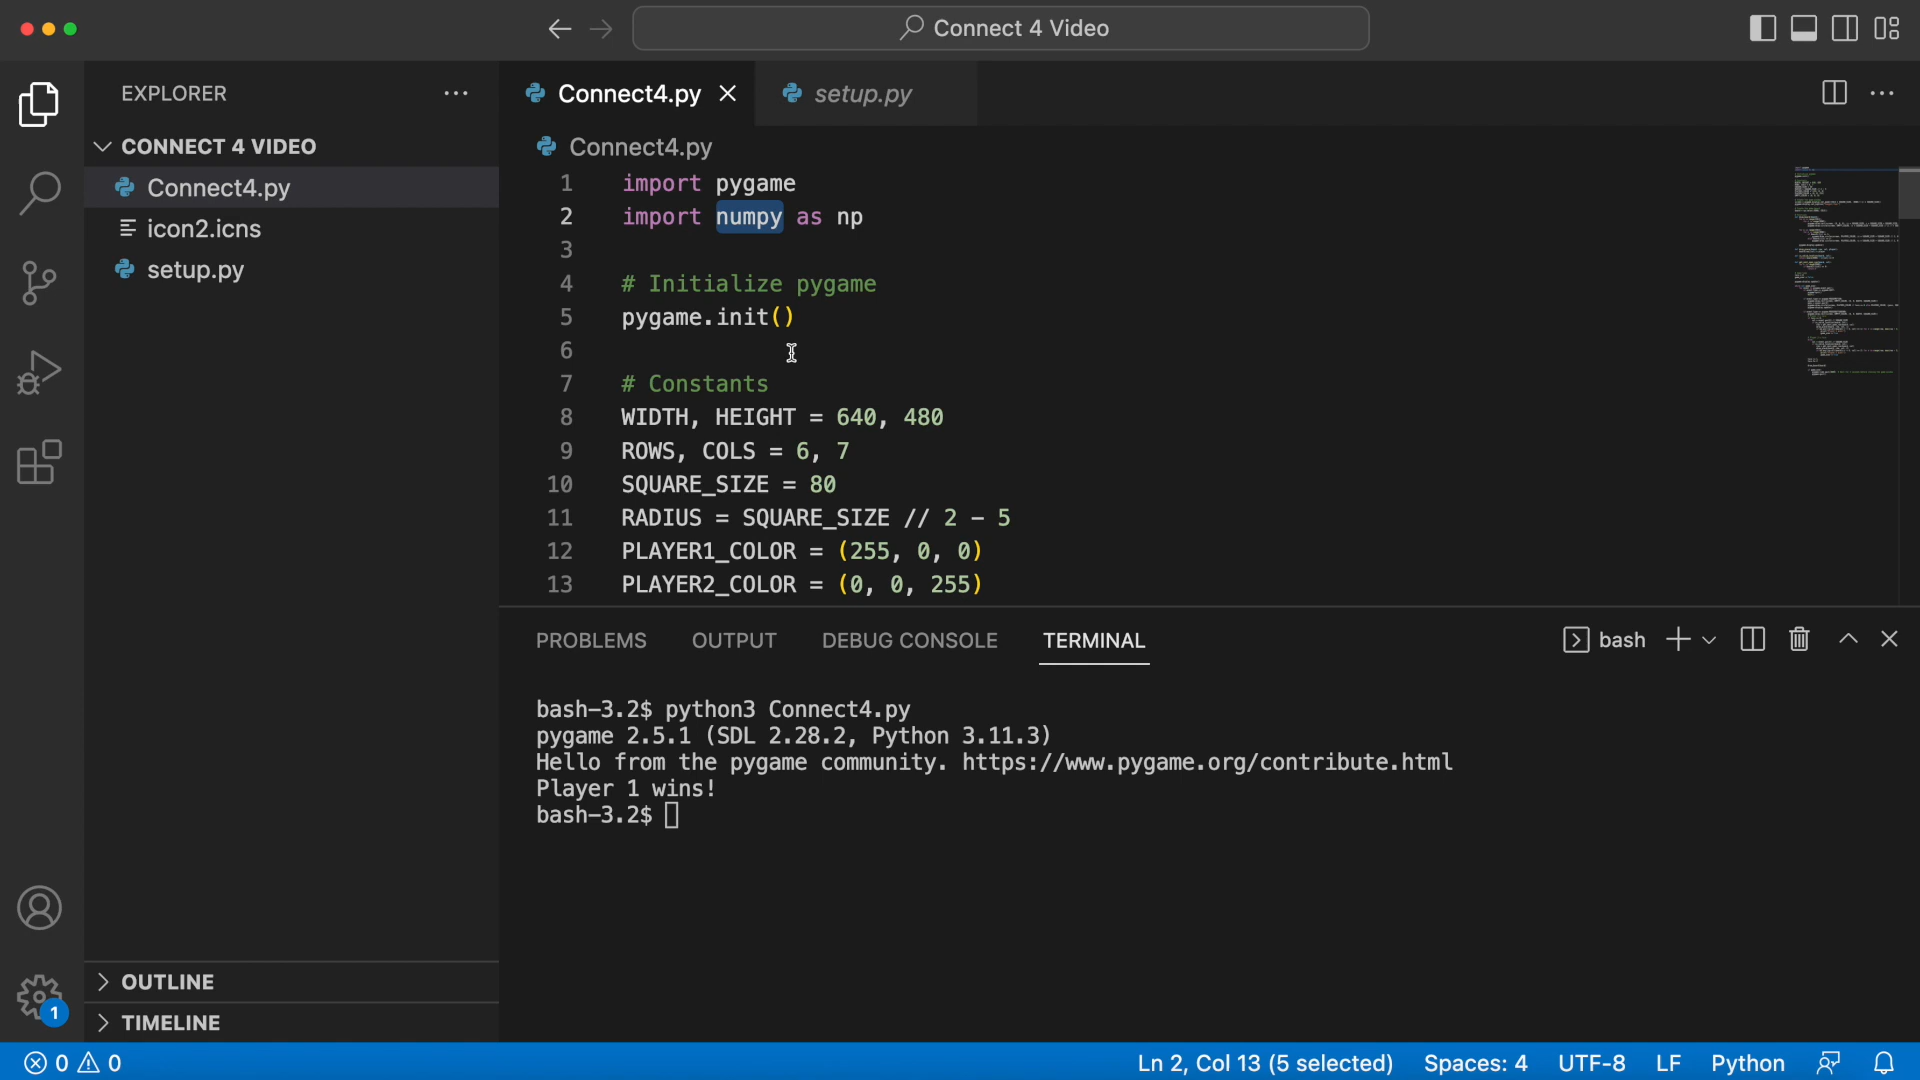 Connect 4 Video
EXPLORER
CONNECT 4 VIDEO
Connect4.py
icon2.icns
setup.py
OUTLINE
TIMELINE
Connect4.py
setup.py
Connect4.py
1 import pygame
2 import numpy as np
3
4 # Initialize pygame
5 pygame.init()
6
7 # Constants
8 WIDTH, HEIGHT = 640, 480
9 ROWS, COLS = 6, 7
10 SQUARE_SIZE = 80
11 RADIUS = SQUARE_SIZE // 2 - 5
12 PLAYER1_COLOR = (255, 0, 0)
13 PLAYER2_COLOR = (0, 0, 255)
PROBLEMS OUTPUT DEBUG CONSOLE TERMINAL
bash
bash-3.2$ python3 Connect4.py
pygame 2.5.1 (SDL 2.28.2, Python 3.11.3)
Hello from the pygame community. https://www.pygame.org/contribute.html
Player 1 wins!
bash-3.2$
1
0 0
Ln 2, Col 13 (5 selected) Spaces: 4 UTF-8 LF Python